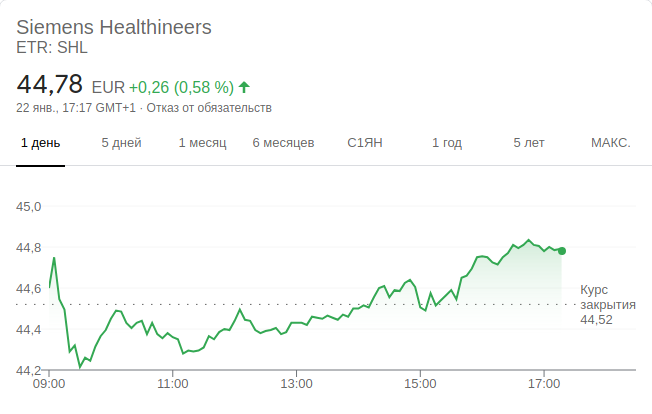 Siemens Healthineers
ETR: SHL
44,78 EUR +0,26 (0,58 %)
22 янв., 17:17 GMT+1 · Отказ от обязательств
1 день 5 дней 1 месяц 6 месяцев С1ЯН 1 год 5 лет МАКС.
45,0
44,8
44,6
44,4
44,2
Курс
закрытия
44,52
09:00 11:00 13:00 15:00 17:00